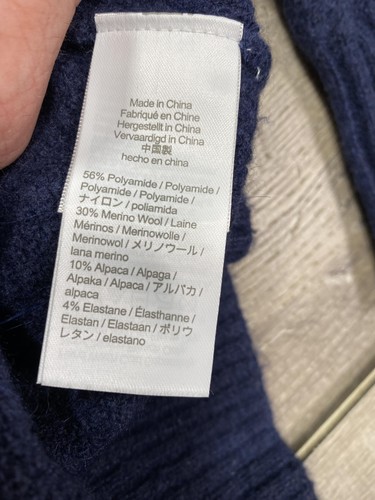 Made in China
Fabriqué en Chine
Hergestellt in China
Vervaardigd in China
中国製
hecho en china
56% Polyamide / Polyamide /
Polyamide / Polyamide /
ナイロン / poliamida
30% Merino Wool / Laine
Mérinos / Merinowolle /
Merinowol / メリノウール /
lana merino
10% Alpaca / Alpaga /
Alpaka / Alpaca / アルパカ /
alpaca
4% Elastane / Élasthanne /
Elastan / Elastaan / ポリウ
レタン / elastano